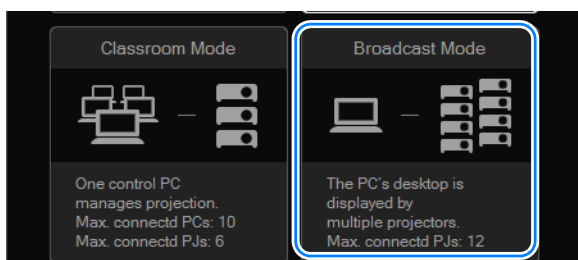 Classroom Mode
One control PC
manages projection.
Max. connectd PCs: 10
Max. connectd PJs: 6
Broadcast Mode
The PC`s desktop is
displayed by
multiple projectors.
Max. connectd PJs: 12